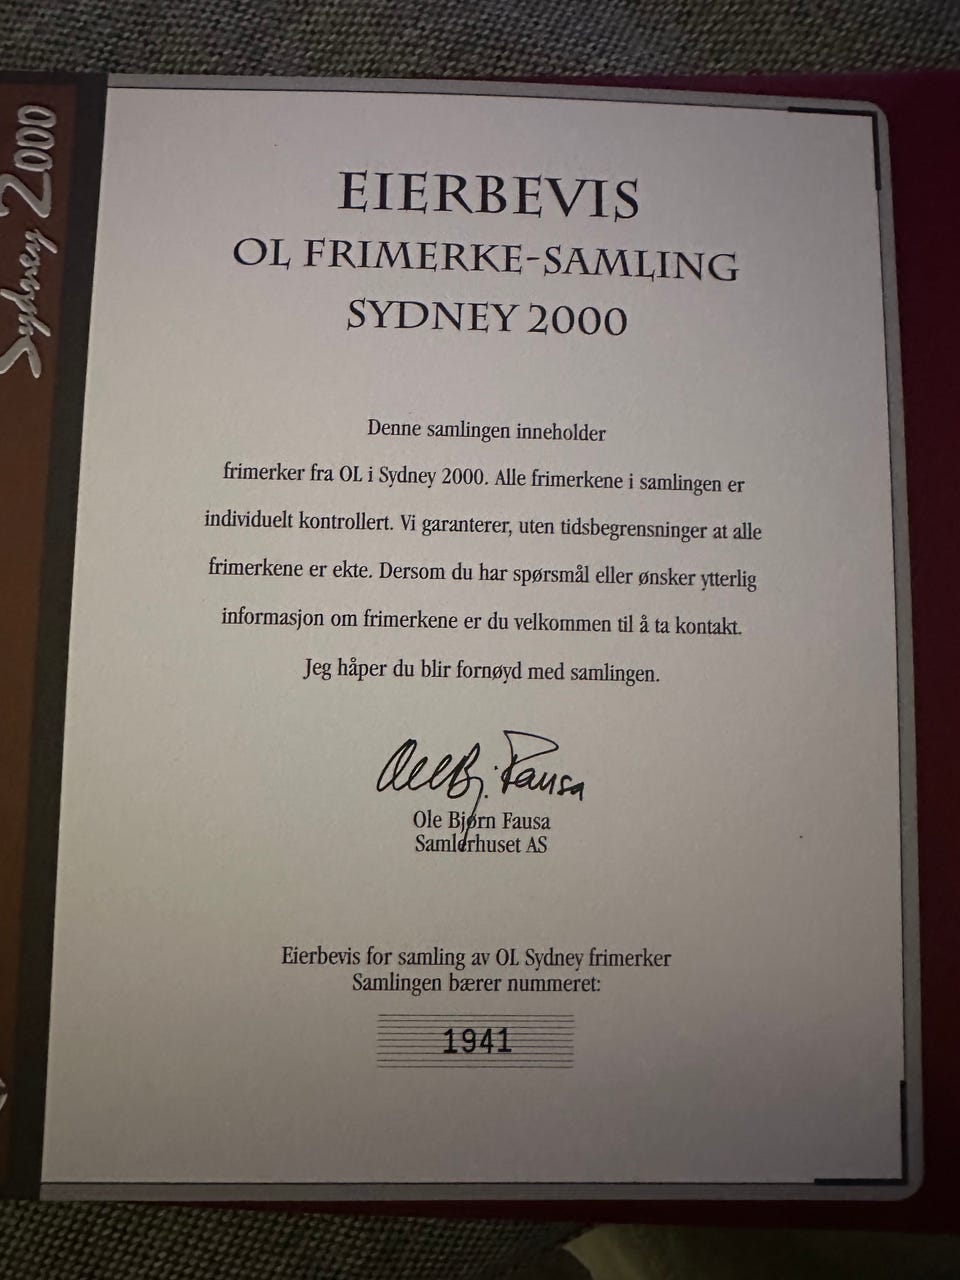 Sydney 2000
EIERBEVIS
OL FRIMERKE-SAMLING
SYDNEY 2000
Denne samlingen inneholder
frimerker fra OL i Sydney 2000. Alle frimerkene i samlingen er
individuelt kontrollert. Vi garanterer, uten tidsbegrensninger at alle
frimerkene er ekte. Dersom du har spørsmål eller ønsker ytterlig
informasjon om frimerkene er du velkommen til å ta kontakt.
Jeg håper du blir fornøyd med samlingen.
Ole Bj. Fausa
Ole Bjørn Fausa
Samlerhuset AS
Eierbevis for samling av OL Sydney frimerker
Samlingen bærer nummeret:
1941